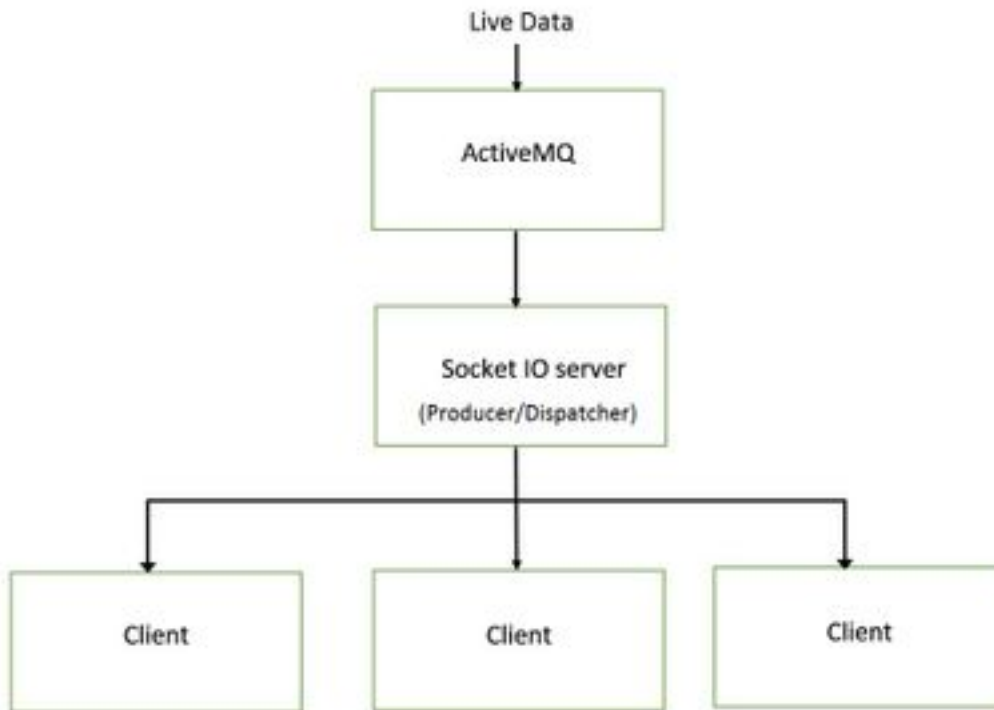 Live Data
ActiveMQ
Socket IO server
(Producer/Dispatcher)
Client
Client
Client